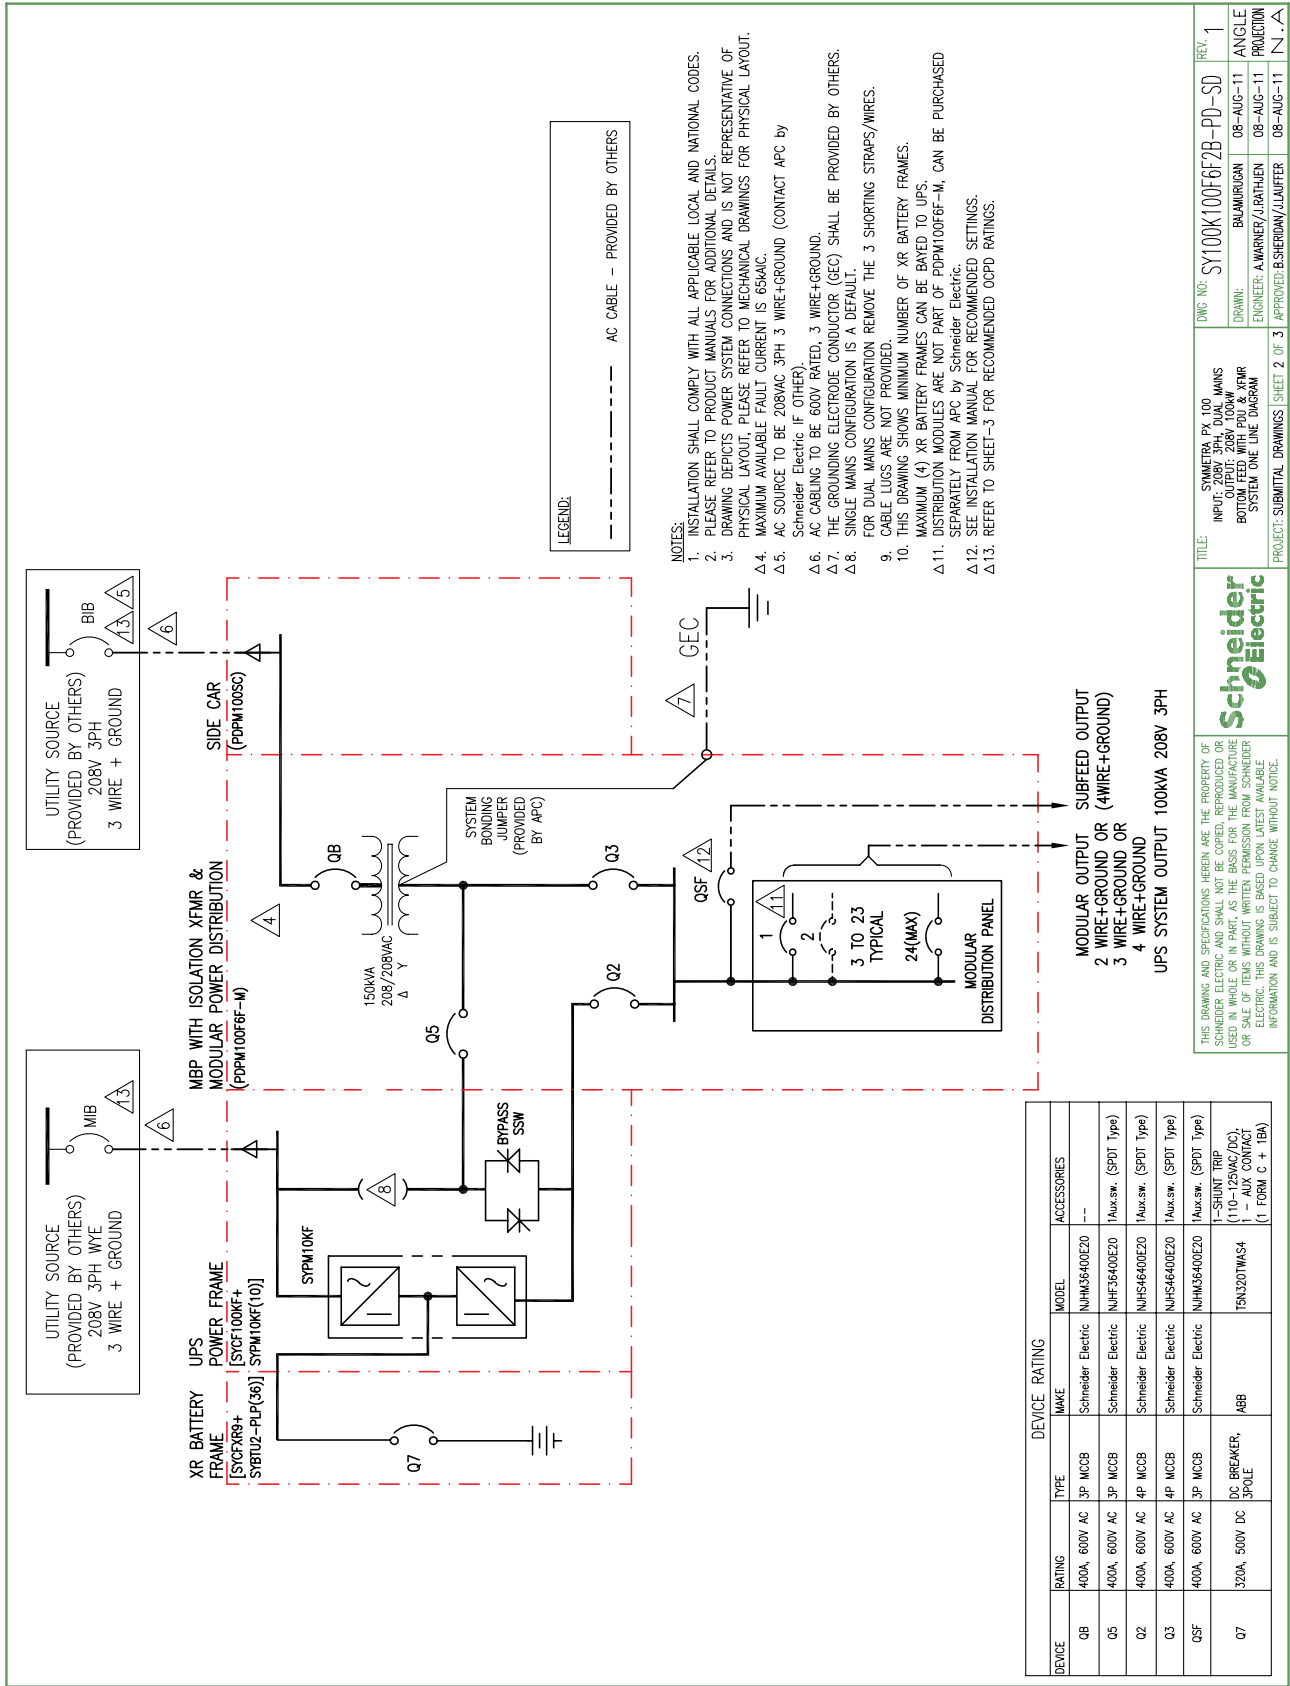 UTILITY SOURCE
(PROVIDED BY OTHERS)
208V 3PH WYE
3 WIRE + GROUND
MIB
13
6
UTILITY SOURCE
(PROVIDED BY OTHERS)
208V 3PH
3 WIRE + GROUND
BIB
13
5
6
XR BATTERY
FRAME
[SYCFXR9+
SYBTU2-PLP(36)]
UPS
POWER FRAME
[SYCF100KF+
SYPM10KF(10)]
MBP WITH ISOLATION XFMR &
MODULAR POWER DISTRIBUTION
(PDPM100F6F-M)
SIDE CAR
(PDPM100SC)
4
SYPM10KF
8
BYPASS
SSW
Q7
Q5
QB
150kVA
208/208VAC
Δ Y
SYSTEM
BONDING
JUMPER
(PROVIDED
BY APC)
Q2
Q3
7
GEC
QSF
12
11
1
2
3 TO 23
TYPICAL
24(MAX)
MODULAR
DISTRIBUTION PANEL
MODULAR OUTPUT
2 WIRE+GROUND OR
3 WIRE+GROUND OR
4 WIRE+GROUND
SUBFEED OUTPUT
(4WIRE+GROUND)
UPS SYSTEM OUTPUT 100kVA 208V 3PH
LEGEND:
AC CABLE - PROVIDED BY OTHERS
NOTES:
1. INSTALLATION SHALL COMPLY WITH ALL APPLICABLE LOCAL AND NATIONAL CODES.
2. PLEASE REFER TO PRODUCT MANUALS FOR ADDITIONAL DETAILS.
3. DRAWING DEPICTS POWER SYSTEM CONNECTIONS AND IS NOT REPRESENTATIVE OF
PHYSICAL LAYOUT, PLEASE REFER TO MECHANICAL DRAWINGS FOR PHYSICAL LAYOUT.
Δ 4. MAXIMUM AVAILABLE FAULT CURRENT IS 65kAIC.
Δ 5. AC SOURCE TO BE 208VAC 3PH 3 WIRE+GROUND (CONTACT APC by
Schneider Electric IF OTHER).
Δ 6. AC CABLING TO BE 600V RATED, 3 WIRE+GROUND.
Δ 7. THE GROUNDING ELECTRODE CONDUCTOR (GEC) SHALL BE PROVIDED BY OTHERS.
Δ 8. SINGLE MAINS CONFIGURATION IS A DEFAULT.
FOR DUAL MAINS CONFIGURATION REMOVE THE 3 SHORTING STRAPS/WIRES.
9. CABLE LUGS ARE NOT PROVIDED.
10. THIS DRAWING SHOWS MINIMUM NUMBER OF XR BATTERY FRAMES.
MAXIMUM (4) XR BATTERY FRAMES CAN BE BAYED TO UPS.
Δ 11. DISTRIBUTION MODULES ARE NOT PART OF PDPM100F6F-M, CAN BE PURCHASED
SEPARATELY FROM APC by Schneider Electric.
Δ 12. SEE INSTALLATION MANUAL FOR RECOMMENDED SETTINGS.
Δ 13. REFER TO SHEET-3 FOR RECOMMENDED OCPD RATINGS.
DEVICE RATING
DEVICE RATING TYPE MAKE MODEL ACCESSORIES
QB 400A, 600V AC 3P MCCB Schneider Electric NJHM36400E20 --
Q5 400A, 600V AC 3P MCCB Schneider Electric NJHF36400E20 1Aux.sw. (SPDT Type)
Q2 400A, 600V AC 4P MCCB Schneider Electric NJHS46400E20 1Aux.sw. (SPDT Type)
Q3 400A, 600V AC 4P MCCB Schneider Electric NJHS46400E20 1Aux.sw. (SPDT Type)
QSF 400A, 600V AC 3P MCCB Schneider Electric NJHM36400E20 1Aux.sw. (SPDT Type)
Q7 320A, 500V DC DC BREAKER, 3POLE ABB T5N320TWAS4 1-SHUNT TRIP
(110-125VAC/DC),
1 - AUX CONTACT
(1 FORM C + 1BA)
THIS DRAWING AND SPECIFICATIONS HEREIN ARE THE PROPERTY OF
SCHNEIDER ELECTRIC AND SHALL NOT BE COPIED, REPRODUCED OR
USED IN WHOLE OR IN PART, AS THE BASIS FOR THE MANUFACTURE
OR SALE OF ITEMS WITHOUT WRITTEN PERMISSION FROM SCHNEIDER
ELECTRIC. THIS DRAWING IS BASED UPON LATEST AVAILABLE
INFORMATION AND IS SUBJECT TO CHANGE WITHOUT NOTICE.
Schneider
Electric
TITLE: SYMMETRA PX 100
INPUT: 208V 3PH, DUAL MAINS
OUTPUT: 208V 100kW
BOTTOM FEED WITH PDU & XFMR
SYSTEM ONE LINE DIAGRAM
PROJECT: SUBMITTAL DRAWINGS SHEET 2 OF 3
DWG NO: SY100K100F6F2B-PD-SD REV. 1
DRAWN: BALAMURUGAN 08-AUG-11
ENGINEER: A.WARNER/J.RATHJEN 08-AUG-11
APPROVED: B.SHERIDAN/J.LAUFFER 08-AUG-11
ANGLE
PROJECTION
N.A